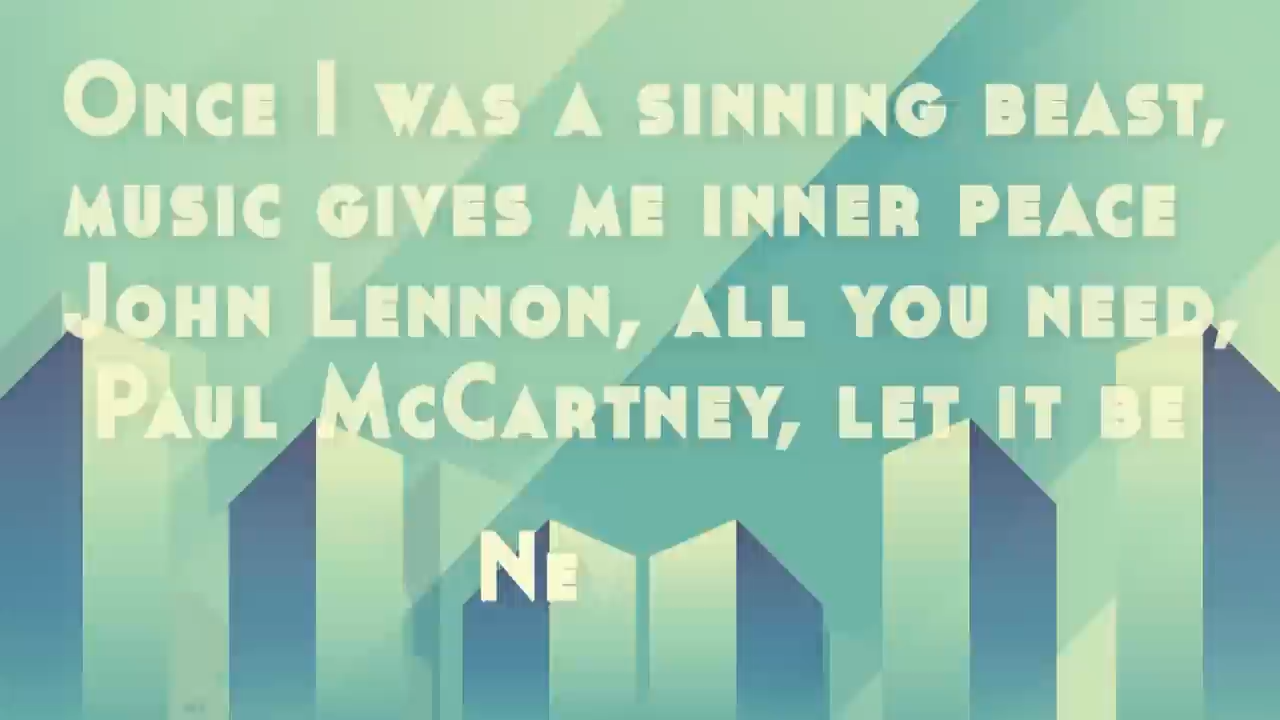 Once I was a sinning beast,
music gives me inner peace
John Lennon, all you need,
Paul McCartney, let it be
Ne